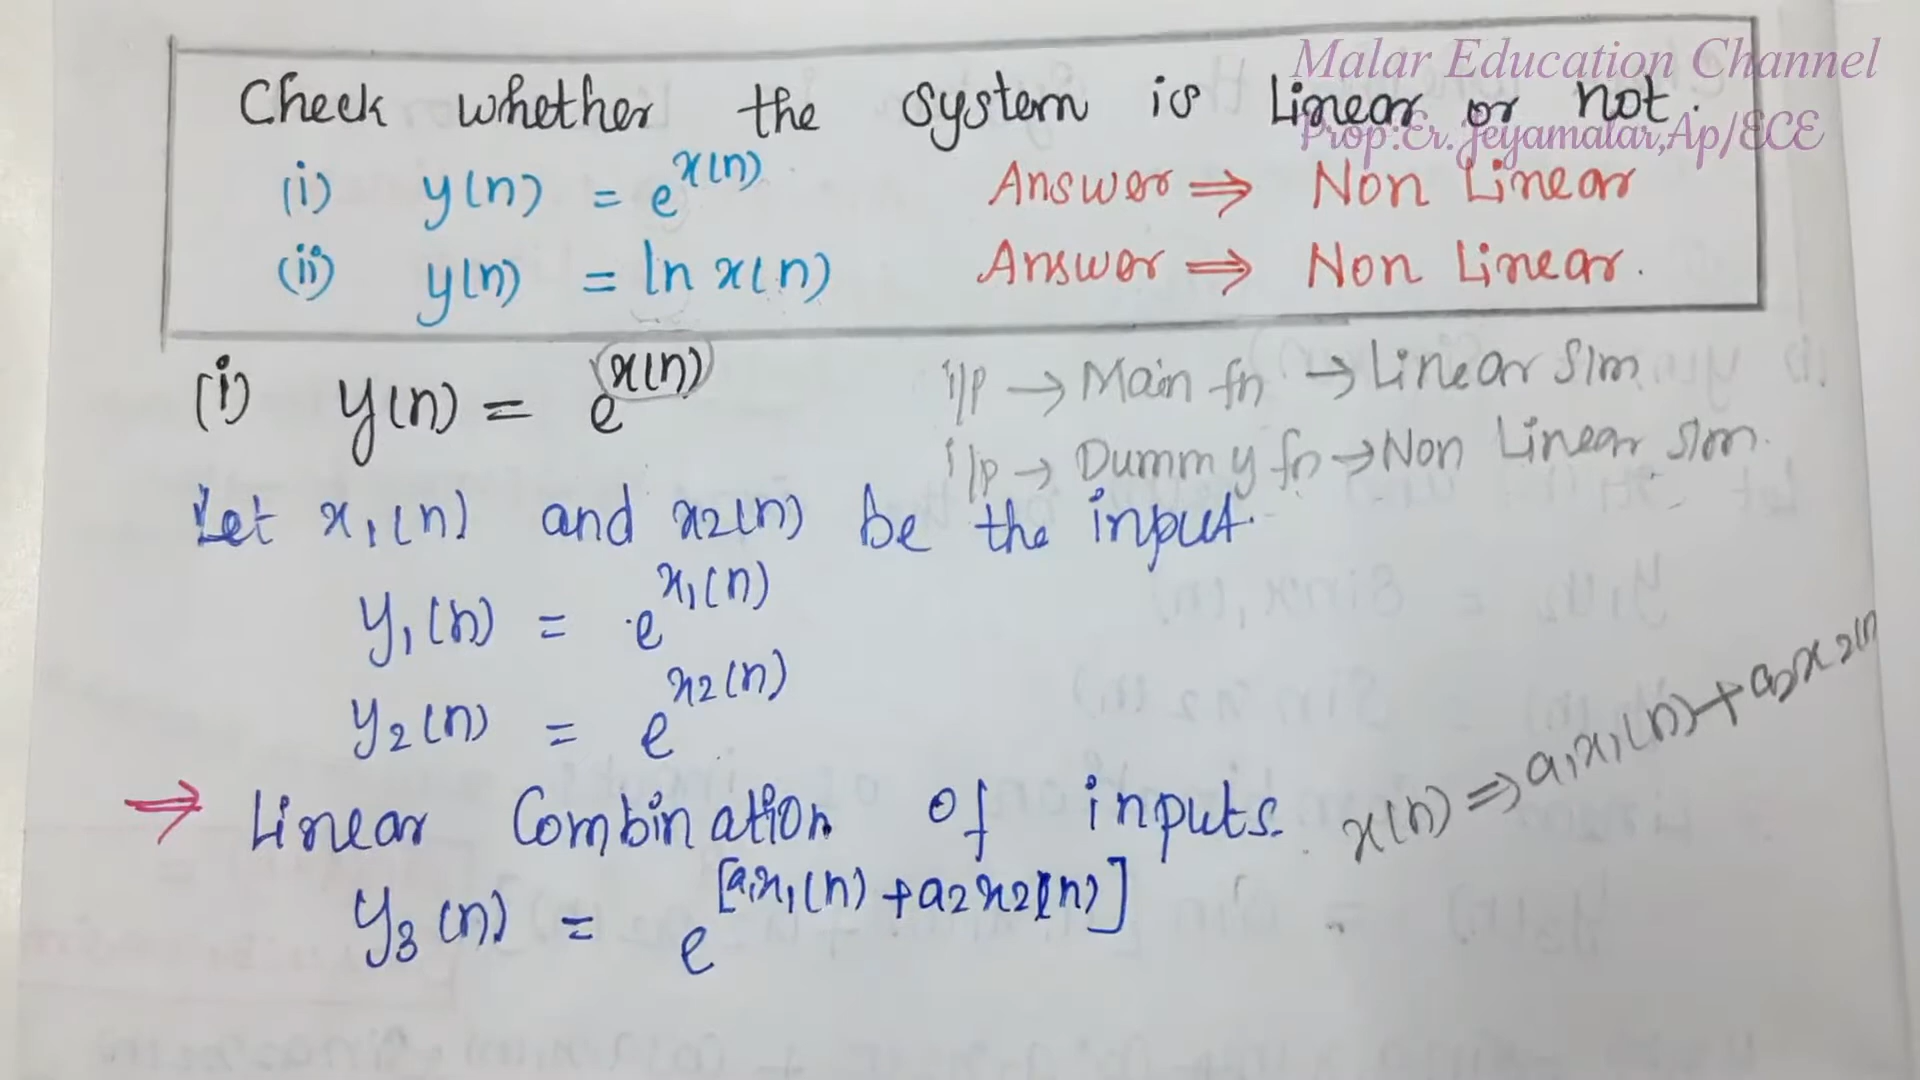 Malar Education Channel
Check whether the system is Linear or not.
Prop:Er.Jeyamalar,Ap/ECE
(i) y(n) = e^x(n) Answer ⇒ Non Linear
(ii) y(n) = ln x(n) Answer ⇒ Non Linear.
(i) y(n) = e^x(n)
i/p → Main fn → Linear s/m
i/p → Dummy fn → Non Linear s/m.
Let x1(n) and x2(n) be the input.
y1(n) = e^x1(n)
y2(n) = e^x2(n)
⇒ Linear Combination of inputs.
x(n) ⇒ a1x1(n) + a2x2(n
y3(n) = e^[a1x1(n) + a2x2(n)]